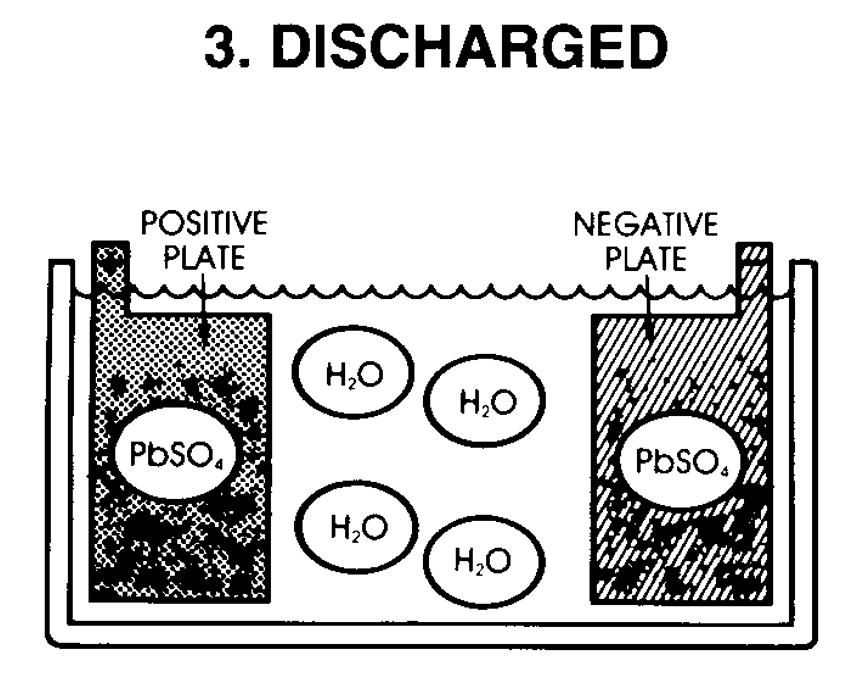 3. DISCHARGED
POSITIVE
PLATE
NEGATIVE
PLATE
H₂O
H₂O
PbSO₄
PbSO₄
H₂O
H₂O